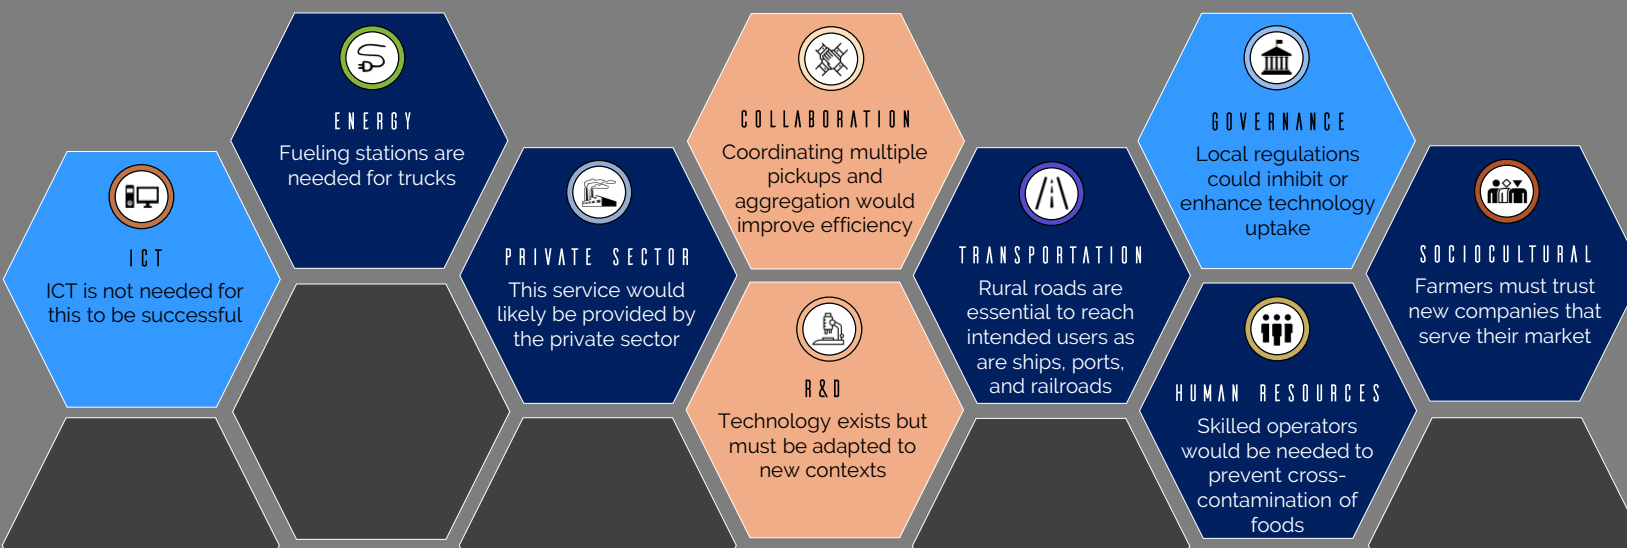 ENERGY
Fueling stations are
needed for trucks
COLLABORATION
Coordinating multiple
pickups and
aggregation would
improve efficiency
GOVERNANCE
Local regulations
could inhibit or
enhance technology
uptake
ICT
ICT is not needed for
this to be successful
PRIVATE SECTOR
This service would
likely be provided by
the private sector
TRANSPORTATION
Rural roads are
essential to reach
intended users as
are ships, ports,
and railroads
SOCIOCULTURAL
Farmers must trust
new companies that
serve their market
R&D
Technology exists but
must be adapted to
new contexts
HUMAN RESOURCES
Skilled operators
would be needed to
prevent cross-
contamination of
foods